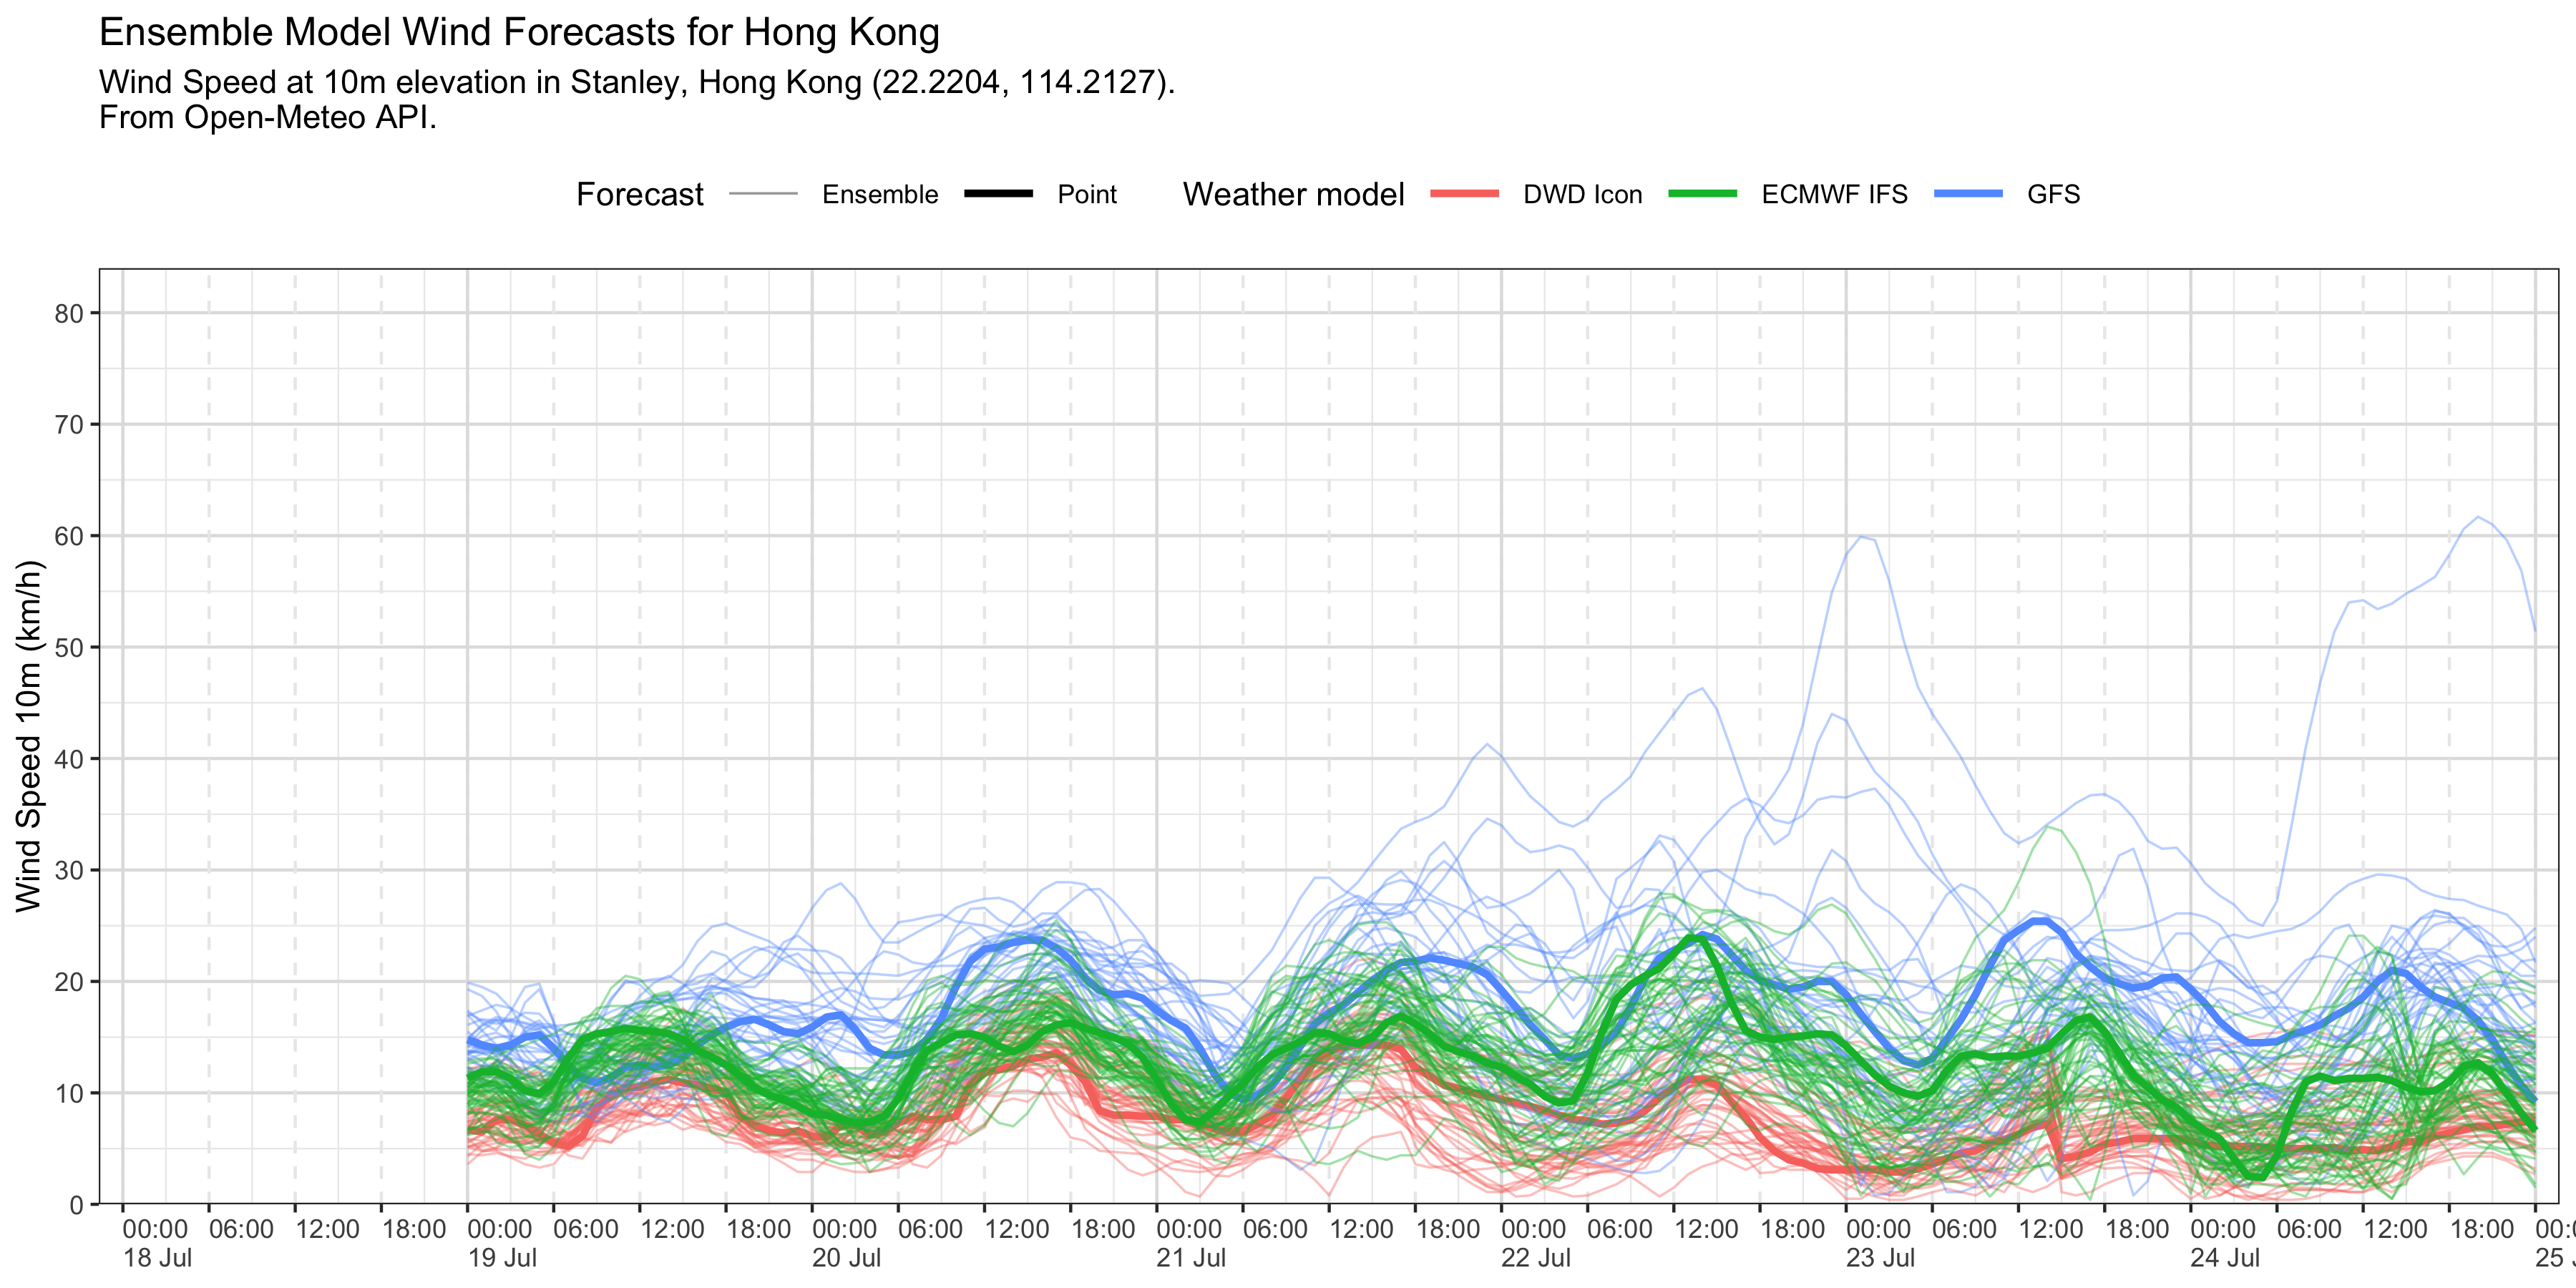 Ensemble Model Wind Forecasts for Hong Kong
Wind Speed at 10m elevation in Stanley, Hong Kong (22.2204, 114.2127).
From Open-Meteo API.
Forecast Ensemble Point Weather model DWD Icon ECMWF IFS GFS
Wind Speed 10m (km/h)
80
70
60
50
40
30
20
10
0
00:00 06:00 12:00 18:00 00:00 06:00 12:00 18:00 00:00 06:00 12:00 18:00 00:00 06:00 12:00 18:00 00:00 06:00 12:00 18:00 00:00 06:00 12:00 18:00 00:00 06:00 12:00 18:00
18 Jul 19 Jul 20 Jul 21 Jul 22 Jul 23 Jul 24 Jul 25